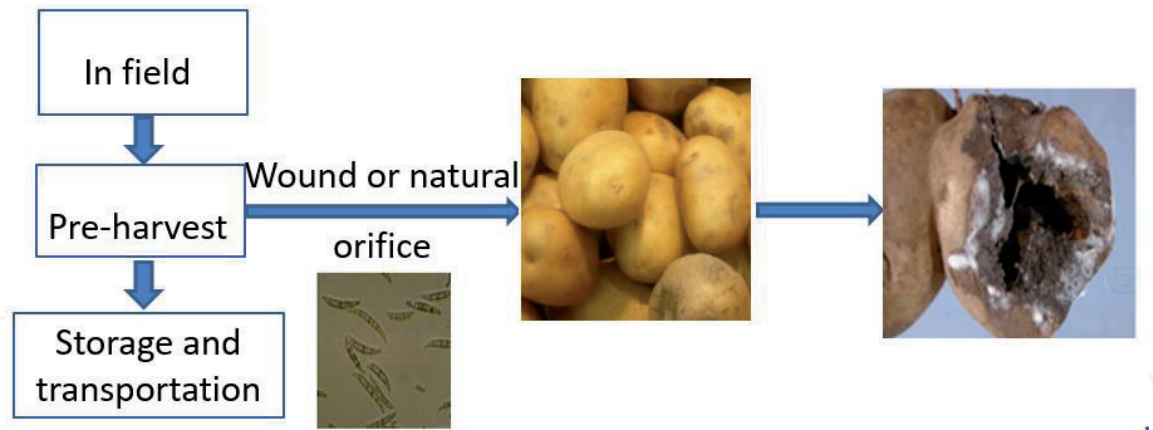 In field
Pre-harvest
Wound or natural
orifice
Storage and
transportation